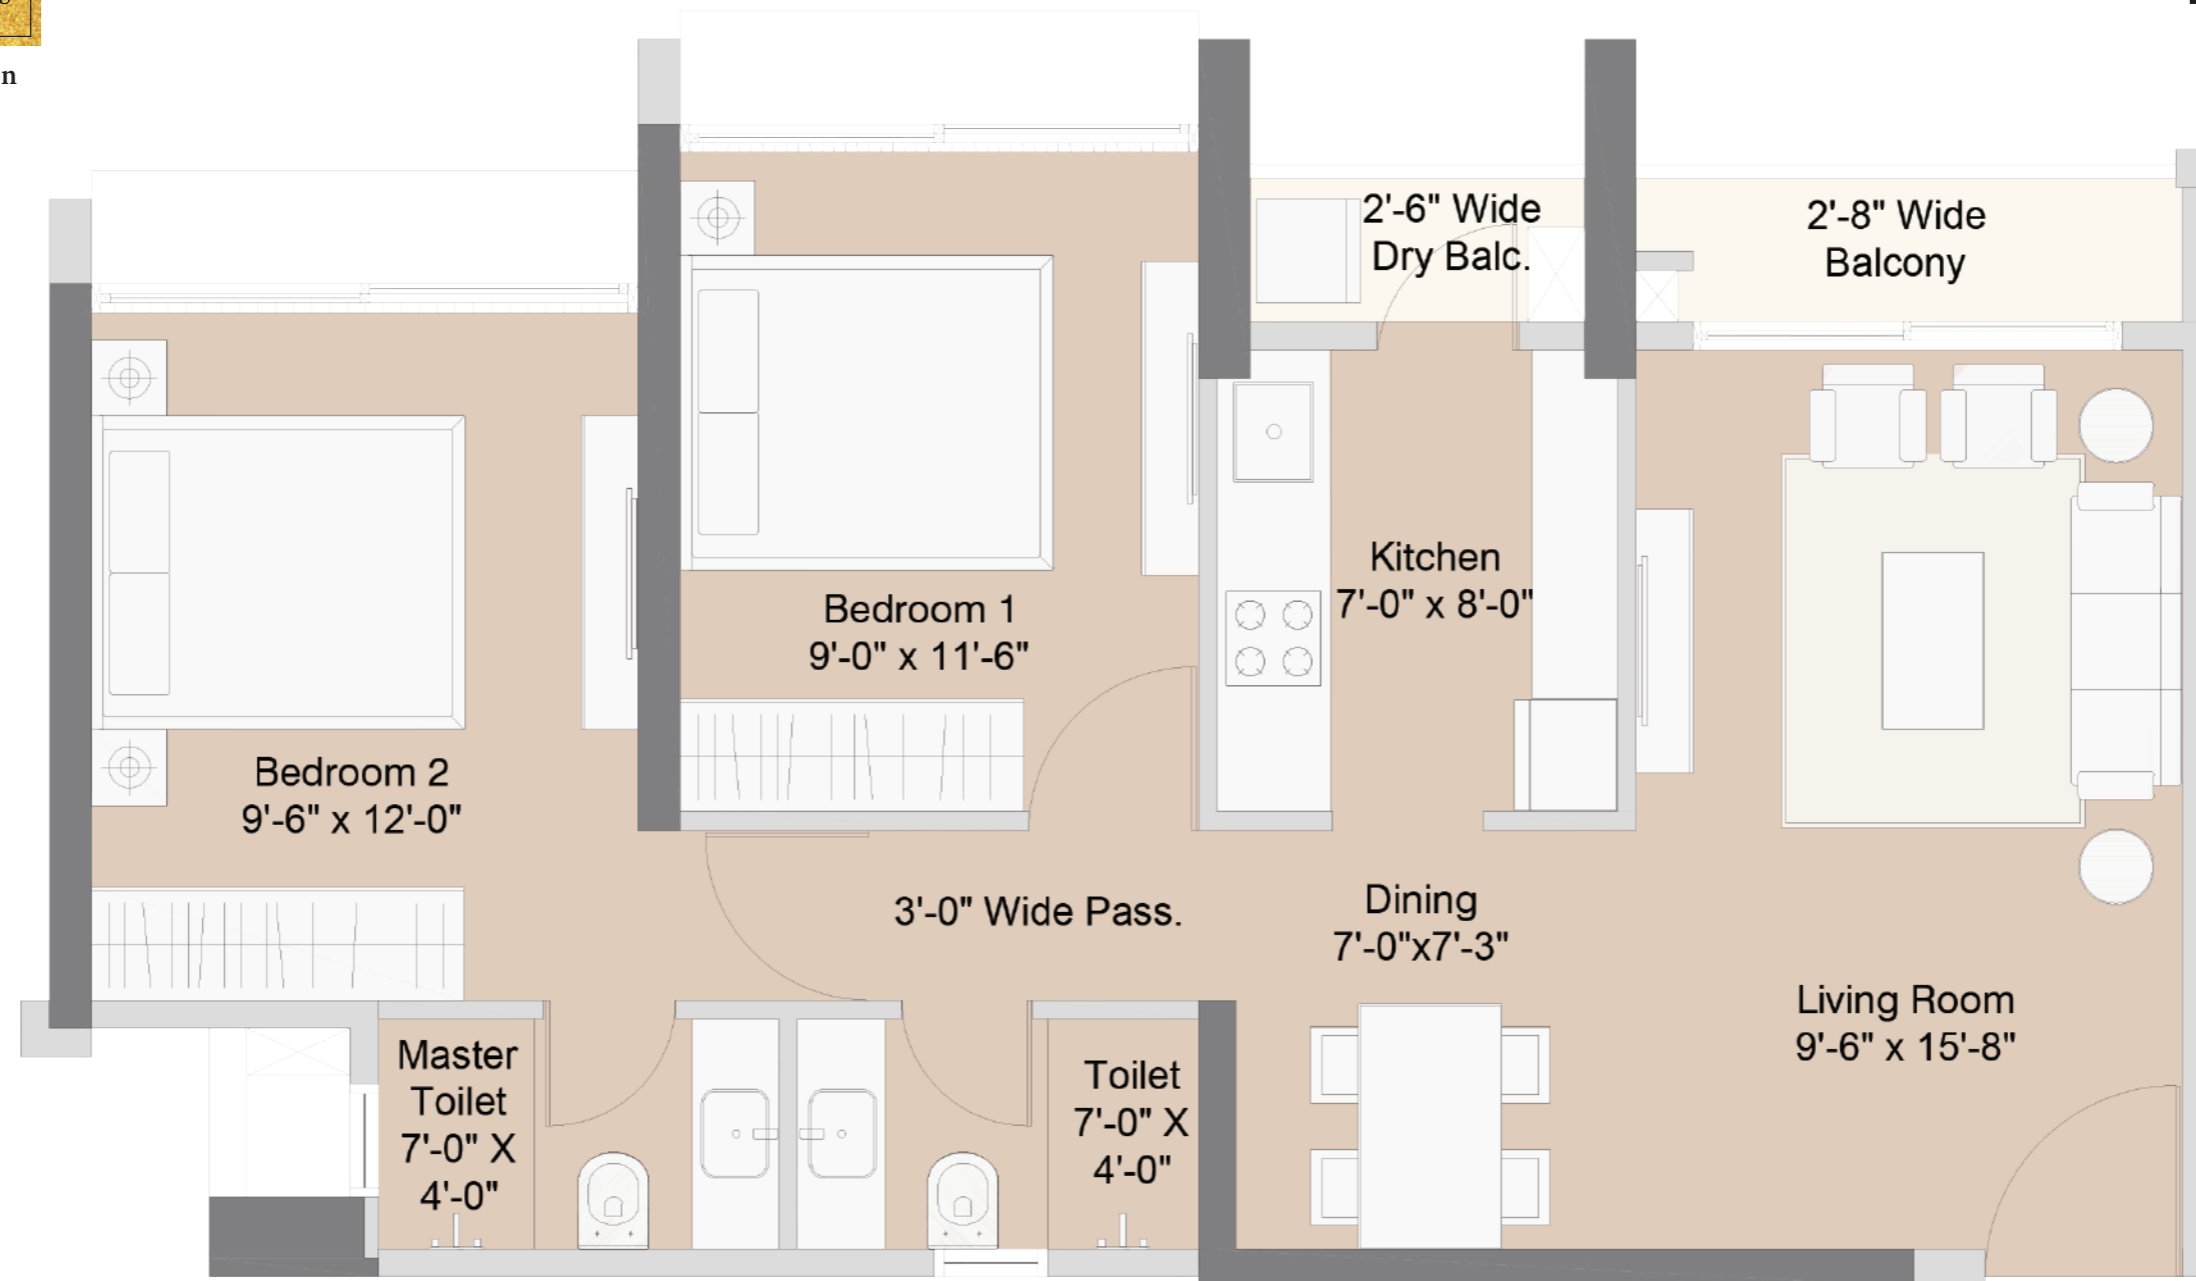 n
2'-6" Wide
Dry Balc.
2'-8" Wide
Balcony
Kitchen
7'-0" x 8'-0"
Bedroom 1
9'-0" x 11'-6"
Bedroom 2
9'-6" x 12'-0"
3'-0" Wide Pass.
Dining
7'-0"x7'-3"
Living Room
9'-6" x 15'-8"
Master
Toilet
7'-0" X
4'-0"
Toilet
7'-0" X
4'-0"